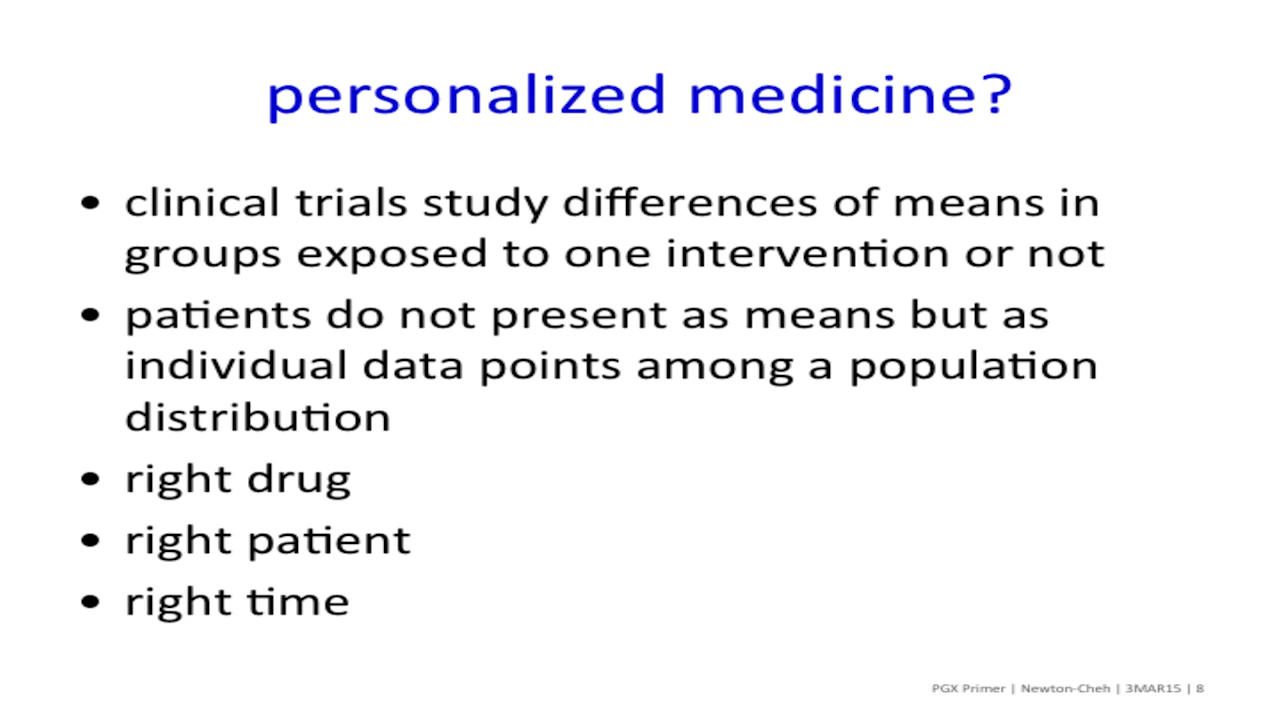 personalized medicine?
• clinical trials study differences of means in
groups exposed to one intervention or not
• patients do not present as means but as
individual data points among a population
distribution
• right drug
• right patient
• right time
PGX Primer | Newton-Cheh | 3MAR15 | 8